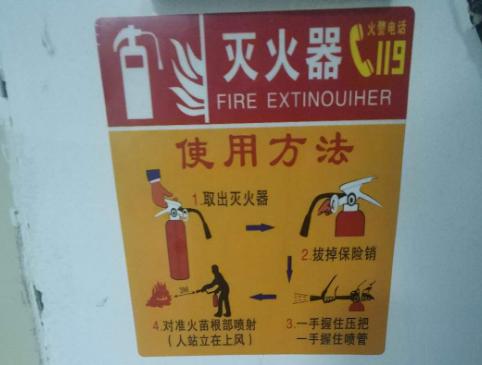 灭火器
火警电话
119
FIRE EXTINOUIHER
使用方法
1.取出灭火器
2.拔掉保险销
3.一手握住压把
一手握住喷管
4.对准火苗根部喷射
(人站立在上风)